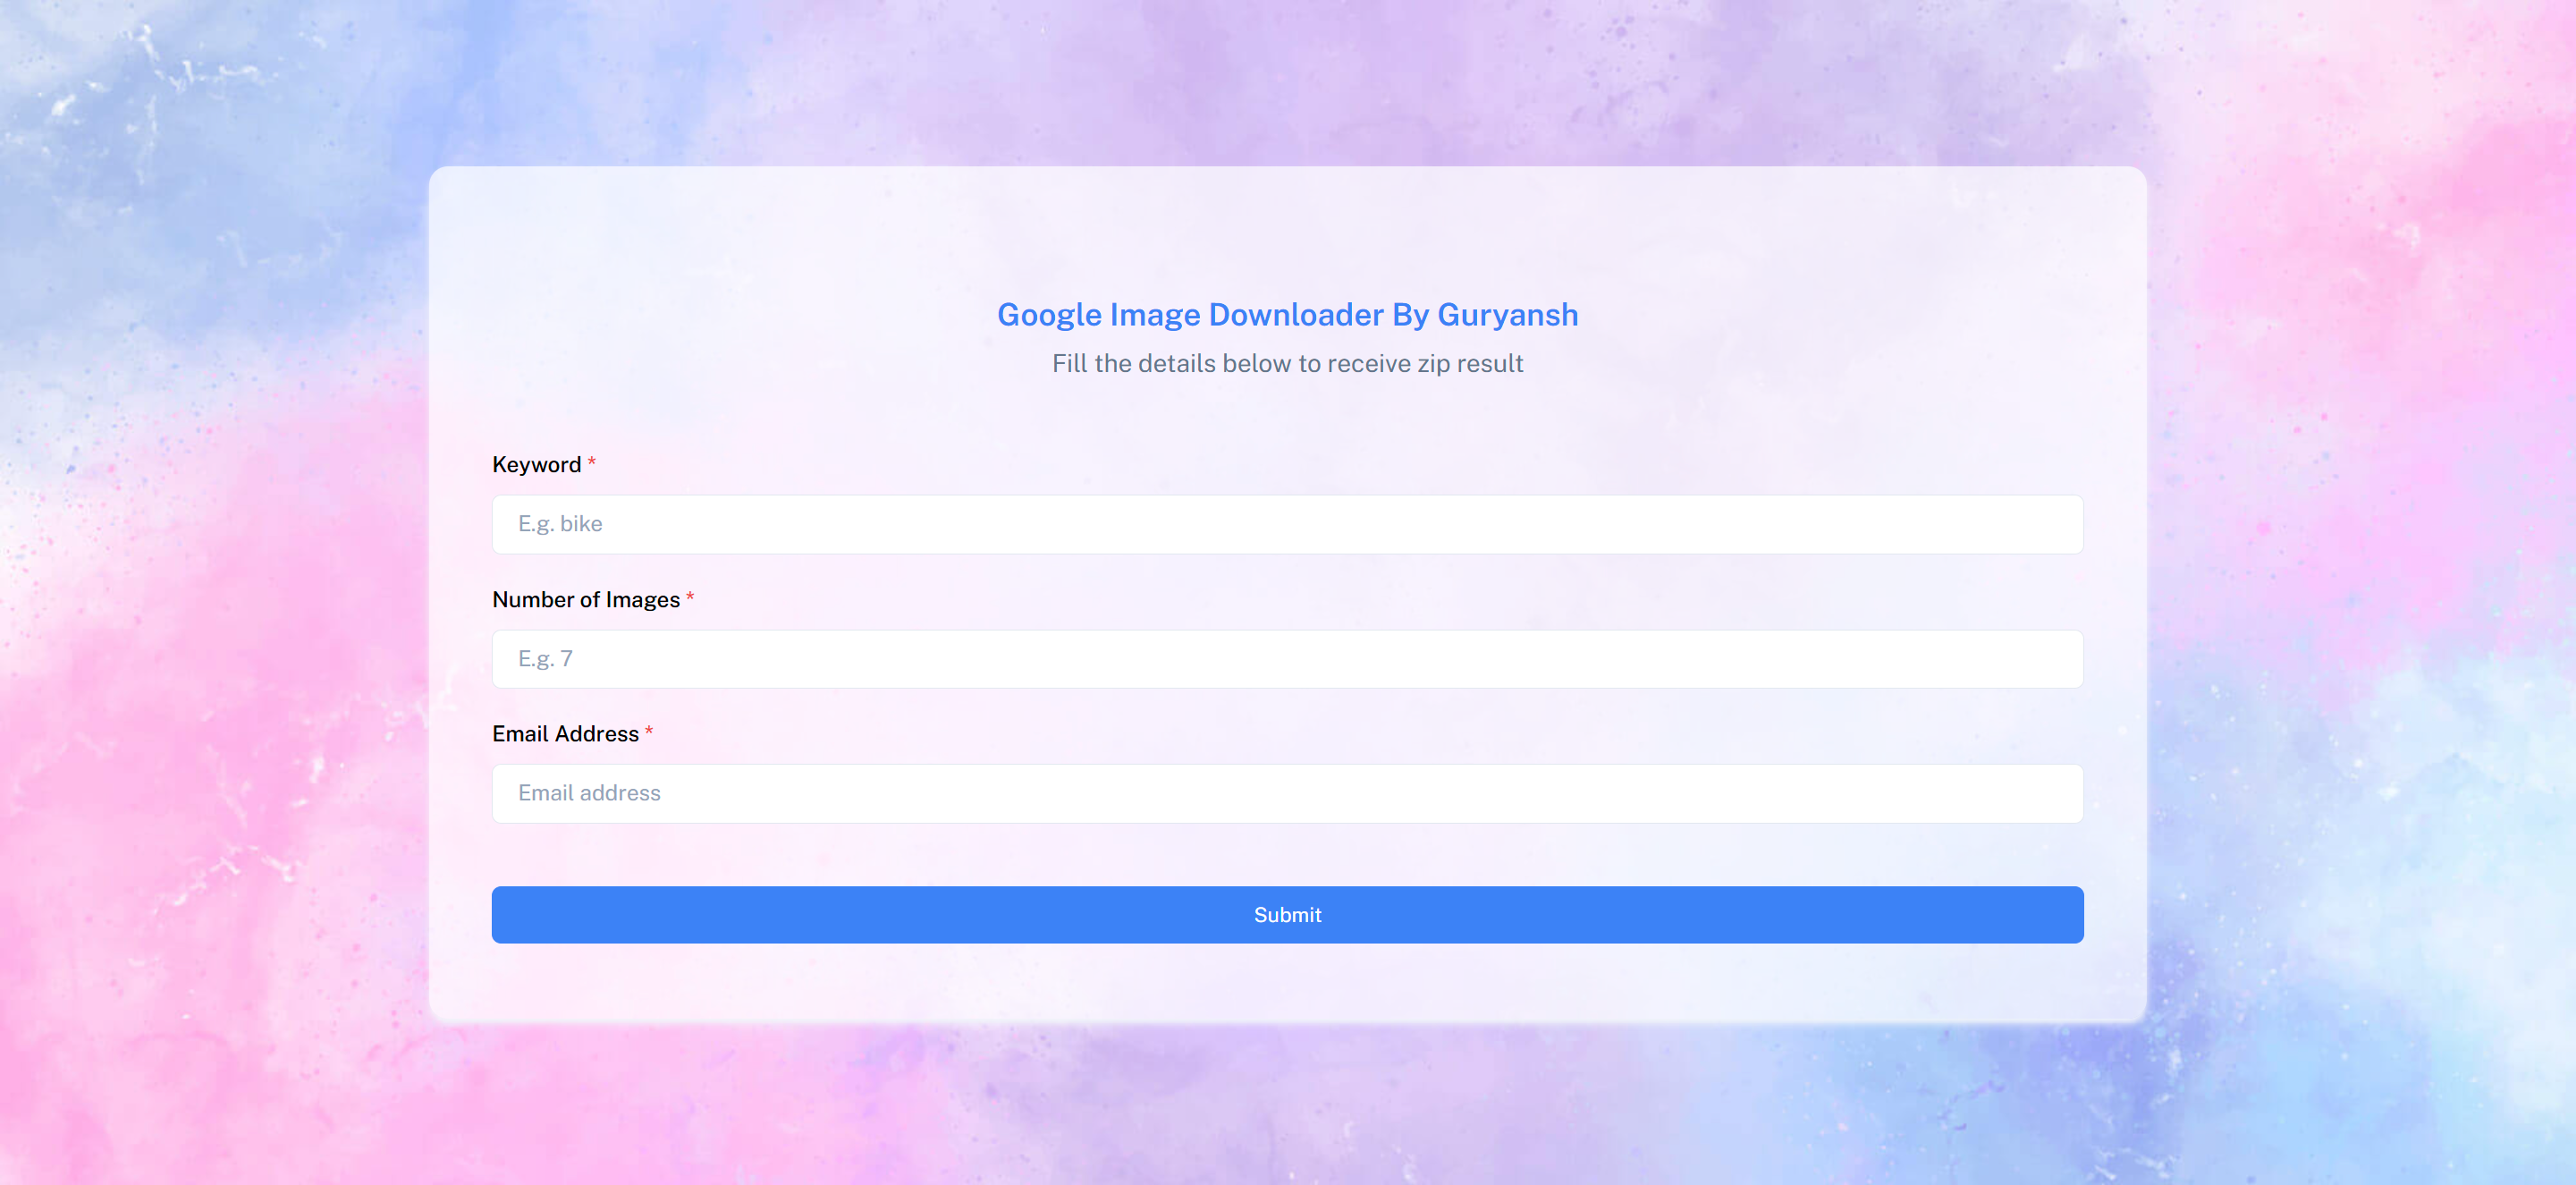 Google Image Downloader By Guryansh
Fill the details below to receive zip result
Keyword *
E.g. bike
Number of Images *
E.g. 7
Email Address *
Email address
Submit